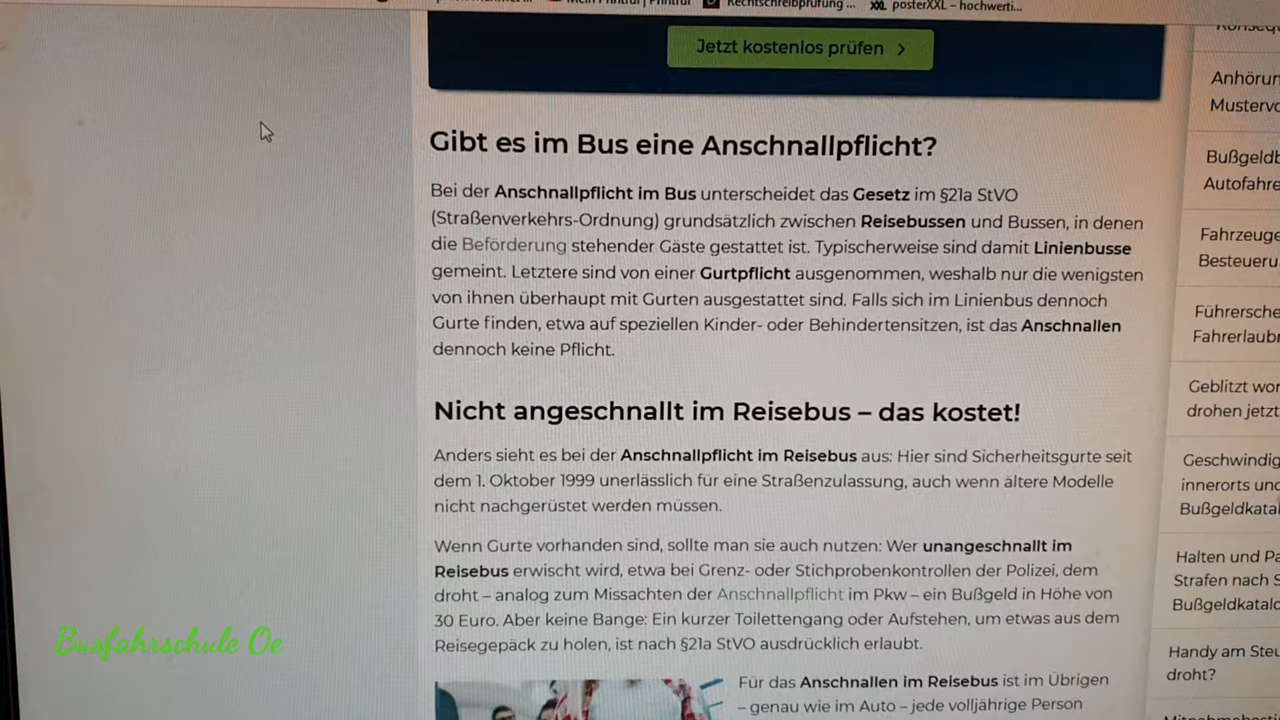 Rechtschreibprüfung ...
posterXXL – hochwerti...
Jetzt kostenlos prüfen
Gibt es im Bus eine Anschnallpflicht?
Bei der Anschnallpflicht im Bus unterscheidet das Gesetz im §21a StVO
(Straßenverkehrs-Ordnung) grundsätzlich zwischen Reisebussen und Bussen, in denen
die Beförderung stehender Gäste gestattet ist. Typischerweise sind damit Linienbusse
gemeint. Letztere sind von einer Gurtpflicht ausgenommen, weshalb nur die wenigsten
von ihnen überhaupt mit Gurten ausgestattet sind. Falls sich im Linienbus dennoch
Gurte finden, etwa auf speziellen Kinder- oder Behindertensitzen, ist das Anschnallen
dennoch keine Pflicht.
Nicht angeschnallt im Reisebus – das kostet!
Anders sieht es bei der Anschnallpflicht im Reisebus aus: Hier sind Sicherheitsgurte seit
dem 1. Oktober 1999 unerlässlich für eine Straßenzulassung, auch wenn ältere Modelle
nicht nachgerüstet werden müssen.
Wenn Gurte vorhanden sind, sollte man sie auch nutzen: Wer unangeschnallt im
Reisebus erwischt wird, etwa bei Grenz- oder Stichprobenkontrollen der Polizei, dem
droht – analog zum Missachten der Anschnallpflicht im Pkw – ein Bußgeld in Höhe von
30 Euro. Aber keine Bange: Ein kurzer Toilettengang oder Aufstehen, um etwas aus dem
Reisegepäck zu holen, ist nach §21a StVO ausdrücklich erlaubt.
Für das Anschnallen im Reisebus ist im Übrigen
– genau wie im Auto – jede volljährige Person
Anhörun
Mustervo
Bußgeldb
Autofahre
Fahrzeuge
Besteueru
Führersche
Fahrerlaubn
Geblitzt wor
drohen jetzt
Geschwindig
innerorts und
Bußgeldkatal
Halten und Pa
Strafen nach S
Bußgeldkatalo
Handy am Steu
droht?
Busfahrschule Oe